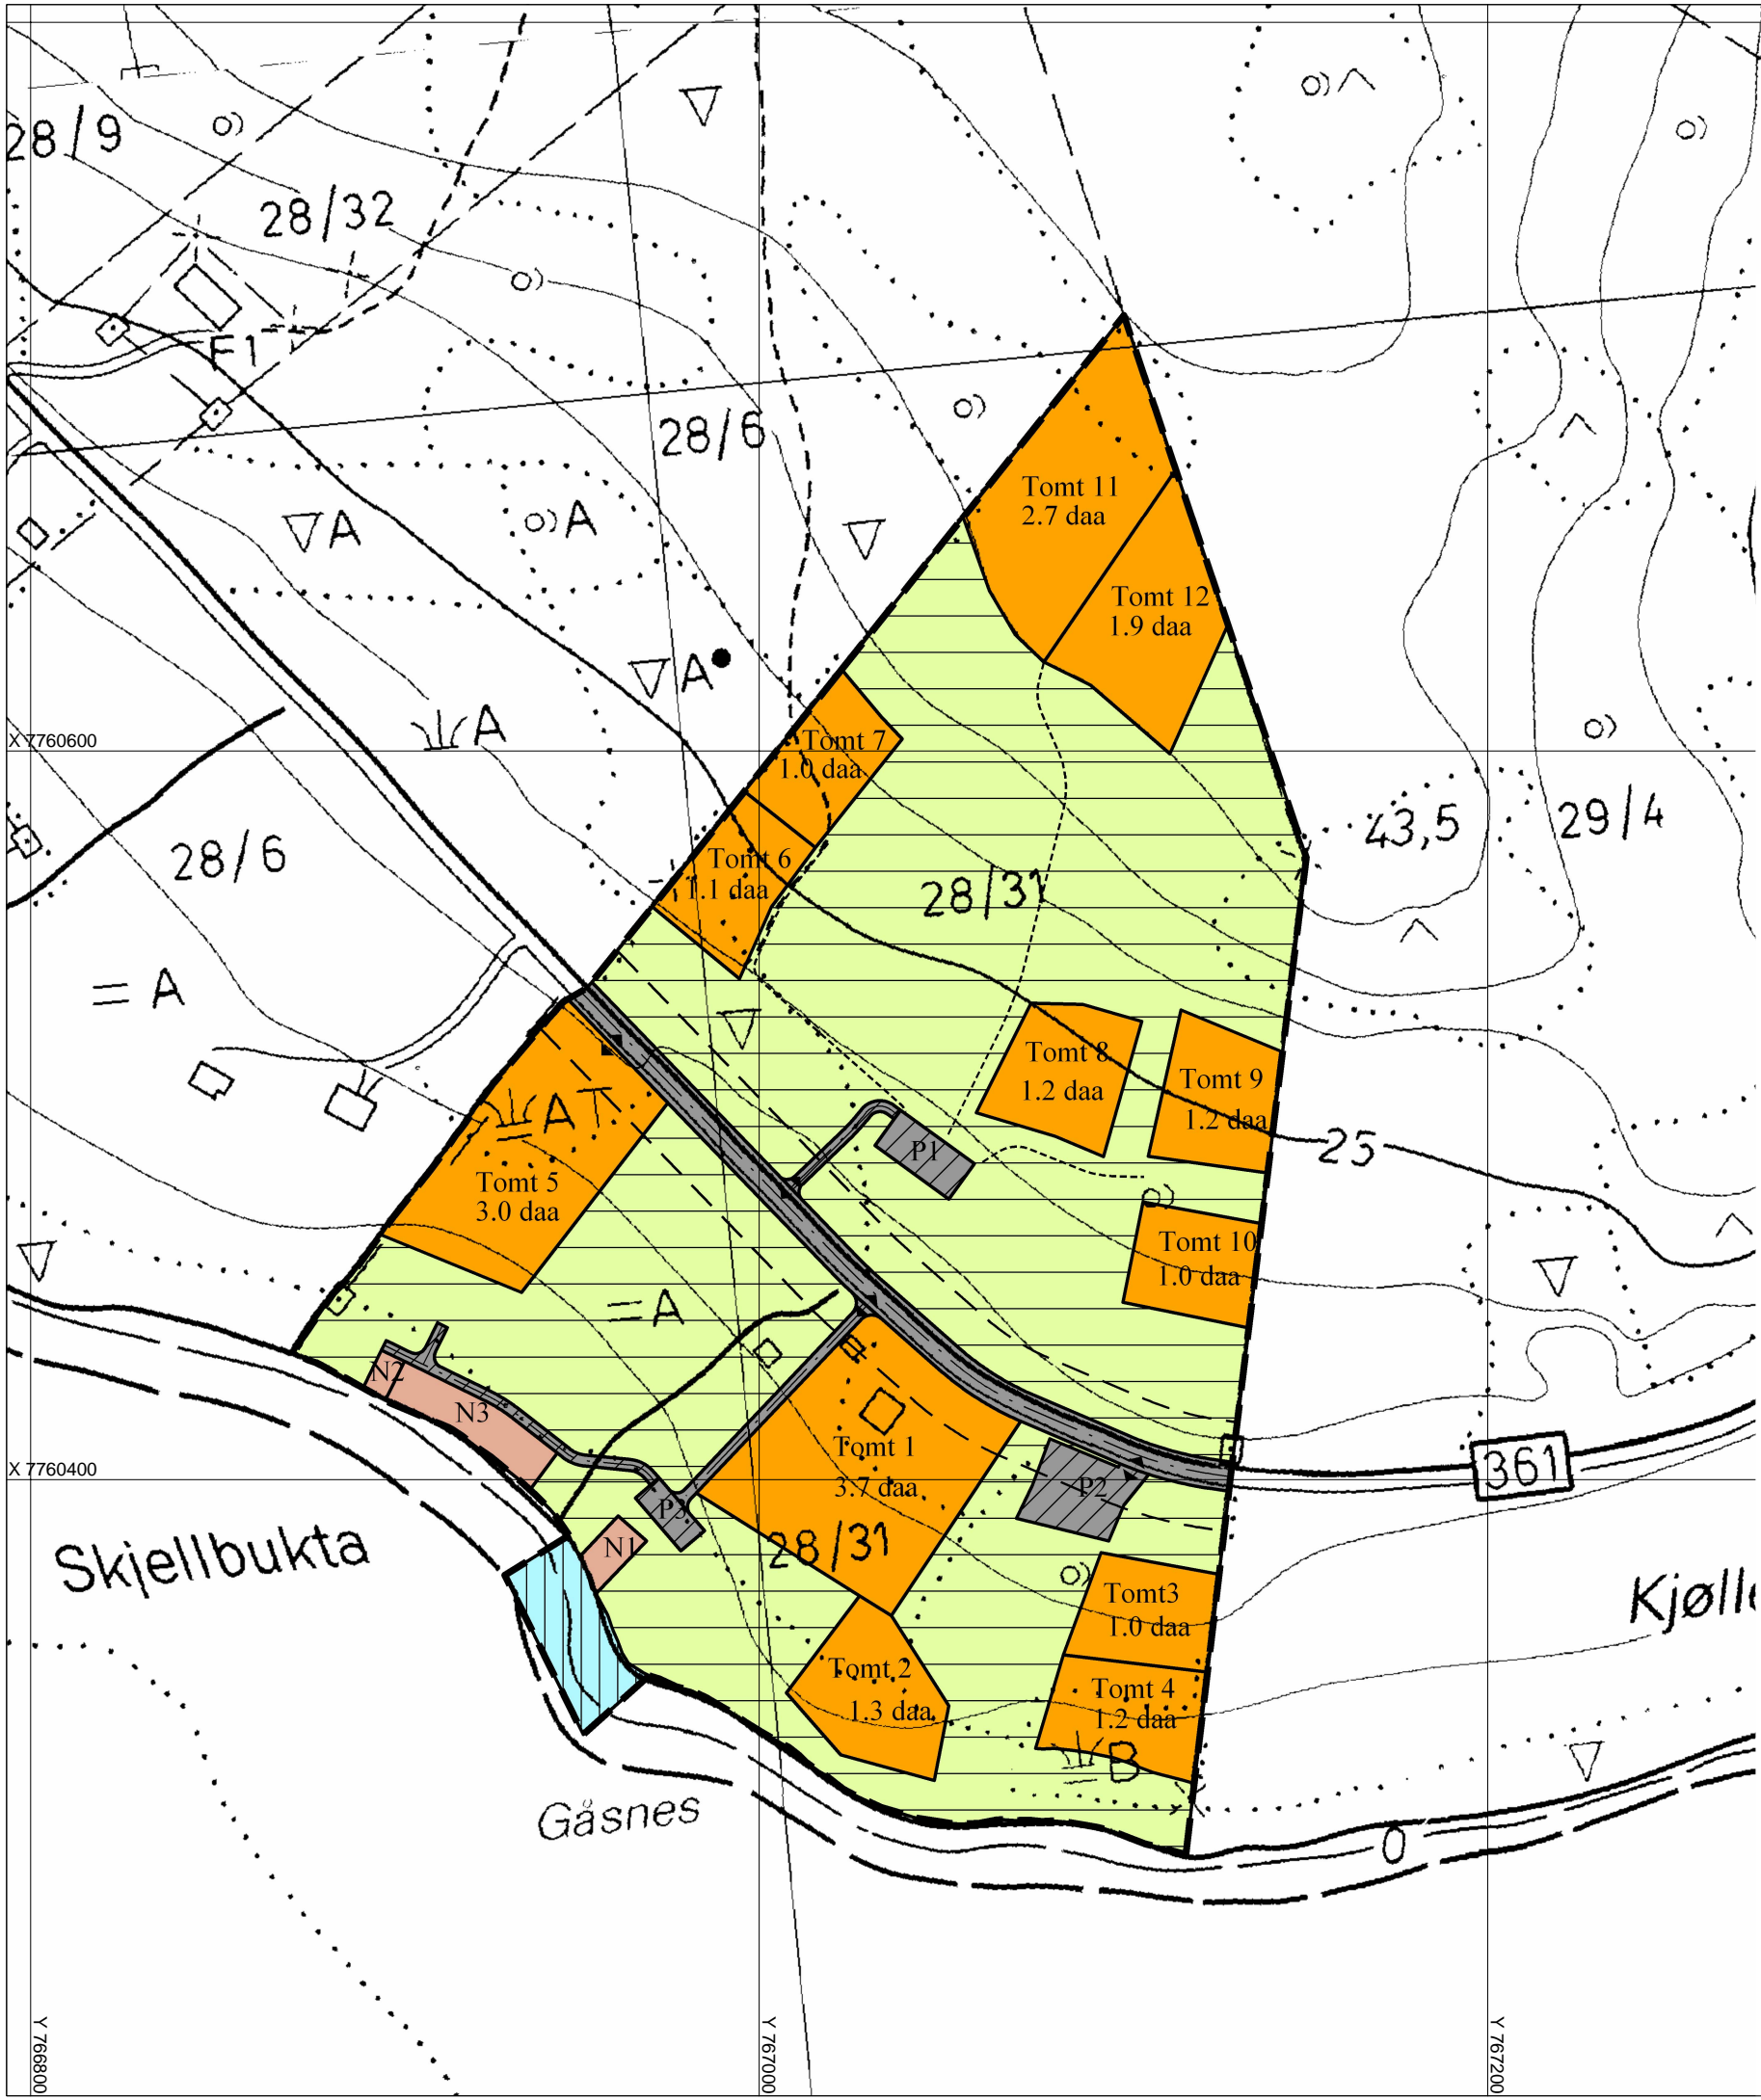 28/9
28/32
F1
28/6
A
A
A
A
Tomt 11
2.7 daa
Tomt 12
1.9 daa
X 7760600
Tomt 7
1.0 daa
43,5
29/4
28/6
Tomt 6
1.1 daa
28/31
= A
Tomt 8
1.2 daa
Tomt 9
1.2 daa
A T
25
P1
Tomt 5
3.0 daa
Tomt 10
1.0 daa
=A
N2
N3
Tomt 1
3.7 daa
X 7760400
361
P2
P3
N1
28/31
Skjellbukta
Tomt3
1.0 daa
Kjølle
Tomt 2
1.3 daa
Tomt 4
1.2 daa
B
Gåsnes
0
Y 766800
Y 767000
Y 767200